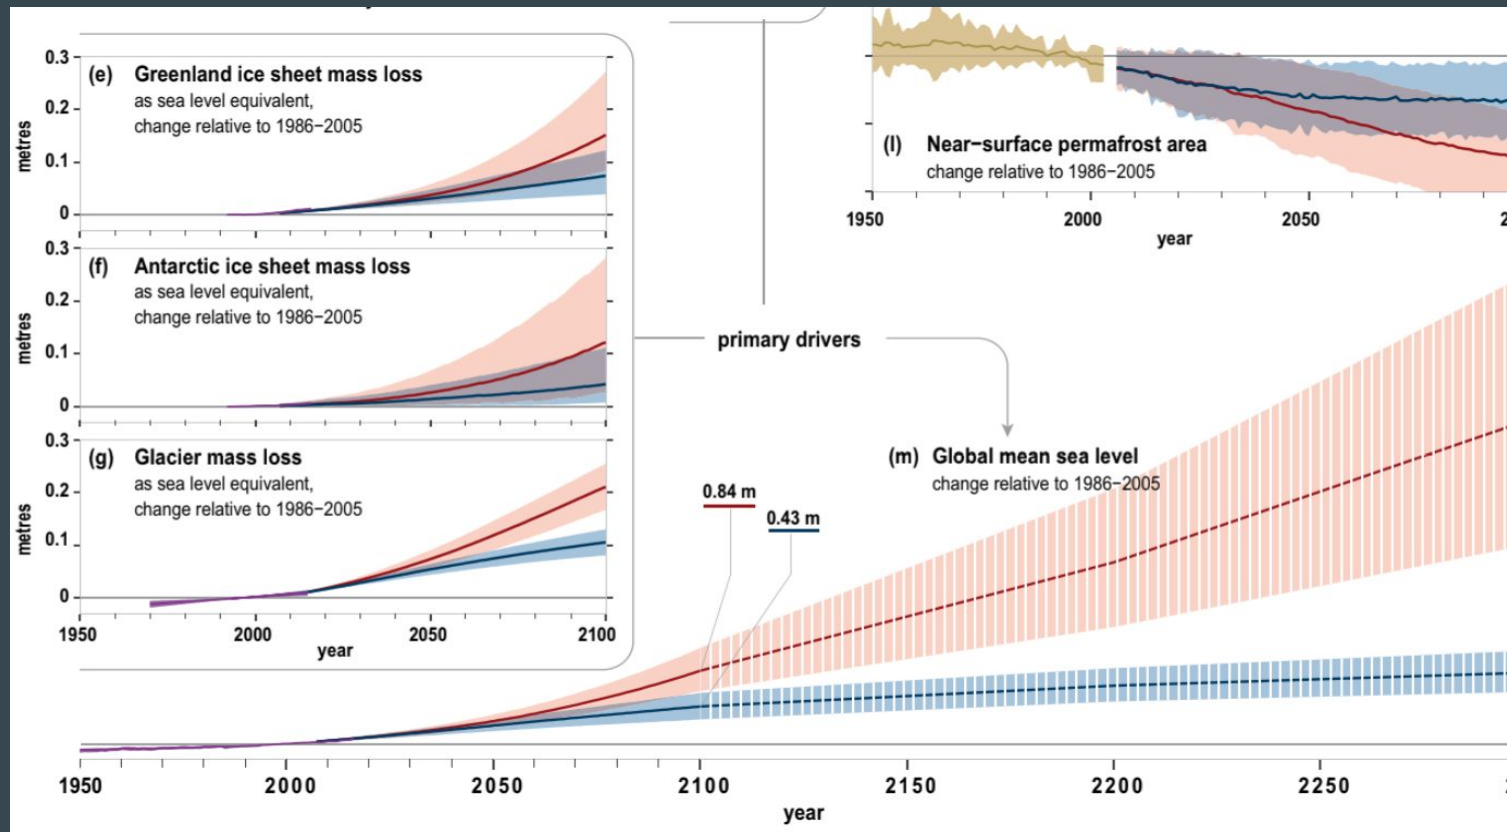 0.3
(e) Greenland ice sheet mass loss
as sea level equivalent,
change relative to 1986–2005
0.2
0.1
0
metres
0.3
(f) Antarctic ice sheet mass loss
as sea level equivalent,
change relative to 1986–2005
0.2
0.1
0
metres
0.3
(g) Glacier mass loss
as sea level equivalent,
change relative to 1986–2005
0.2
0.1
0
metres
1950 2000 2050 2100
year
(l) Near–surface permafrost area
change relative to 1986–2005
1950 2000 2050 2
year
primary drivers
(m) Global mean sea level
change relative to 1986–2005
0.84 m
0.43 m
1950 2000 2050 2100 2150 2200 2250
year